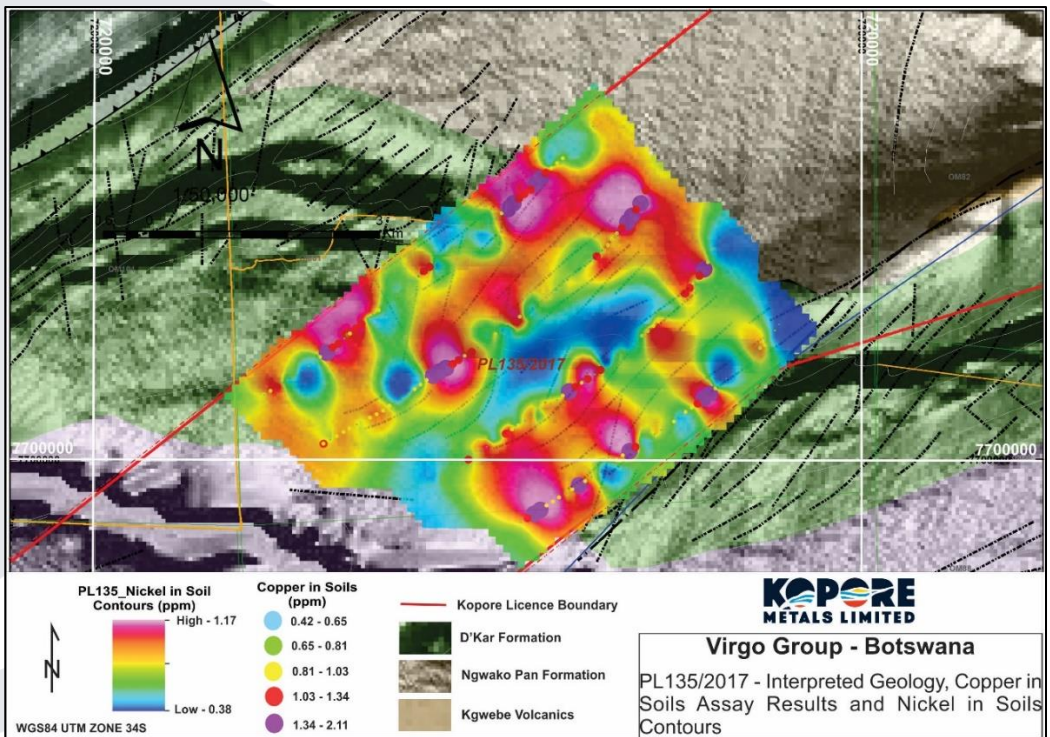 720000
720000
N
1/50,000
Km
OM82
PL135/2017
7700000
7700000
7700000
PL135_Nickel in Soil
Contours (ppm)
High - 1.17
Low - 0.38
N
WGS84 UTM ZONE 34S
Copper in Soils
(ppm)
0.42 - 0.65
0.65 - 0.81
0.81 - 1.03
1.03 - 1.34
1.34 - 2.11
Kopore Licence Boundary
D'Kar Formation
Ngwako Pan Formation
Kgwebe Volcanics
KOPORE
METALS LIMITED
Virgo Group - Botswana
PL135/2017 - Interpreted Geology, Copper in
Soils Assay Results and Nickel in Soils
Contours